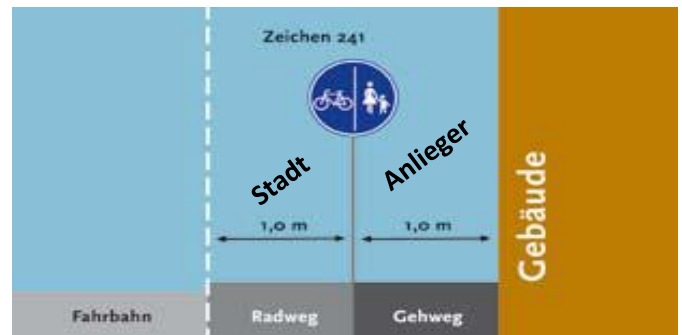 Zeichen 241
Stadt
Anlieger
1,0 m
1,0 m
Gebäude
Fahrbahn
Radweg
Gehweg